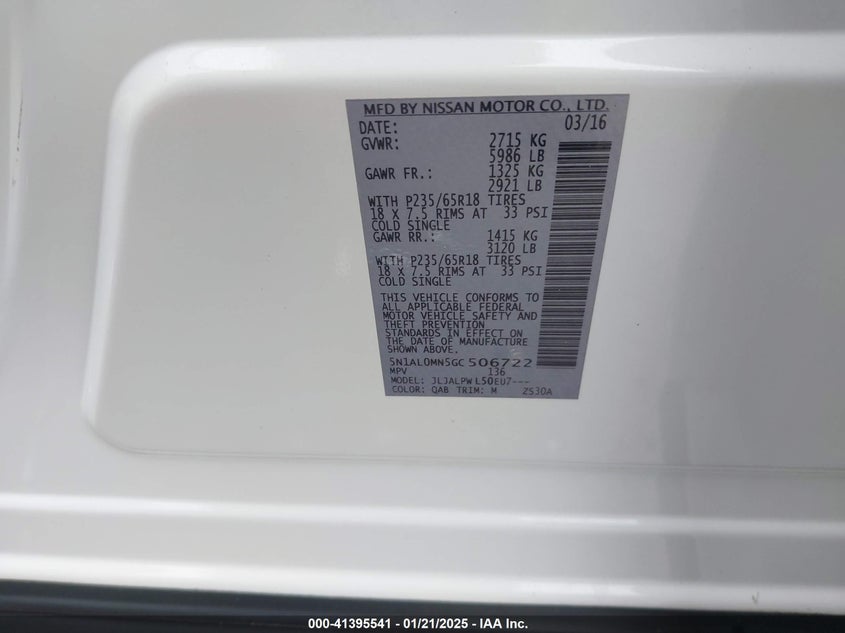 MFD BY NISSAN MOTOR CO., LTD.
DATE: 03/16
GVWR: 2715 KG
5986 LB
GAWR FR.: 1325 KG
2921 LB
WITH P235/65R18 TIRES
18 X 7.5 RIMS AT 33 PSI
COLD SINGLE
GAWR RR.: 1415 KG
3120 LB
WITH P235/65R18 TIRES
18 X 7.5 RIMS AT 33 PSI
COLD SINGLE
THIS VEHICLE CONFORMS TO
ALL APPLICABLE FEDERAL
MOTOR VEHICLE SAFETY AND
THEFT PREVENTION
STANDARDS IN EFFECT ON
THE DATE OF MANUFACTURE
SHOWN ABOVE.
5N1AL0MN5GC506722
MPV 136
MODEL: JLJALPWL50EU7---
COLOR: QAB TRIM: M ZS30A
000-41395541 - 01/21/2025 - IAA Inc.